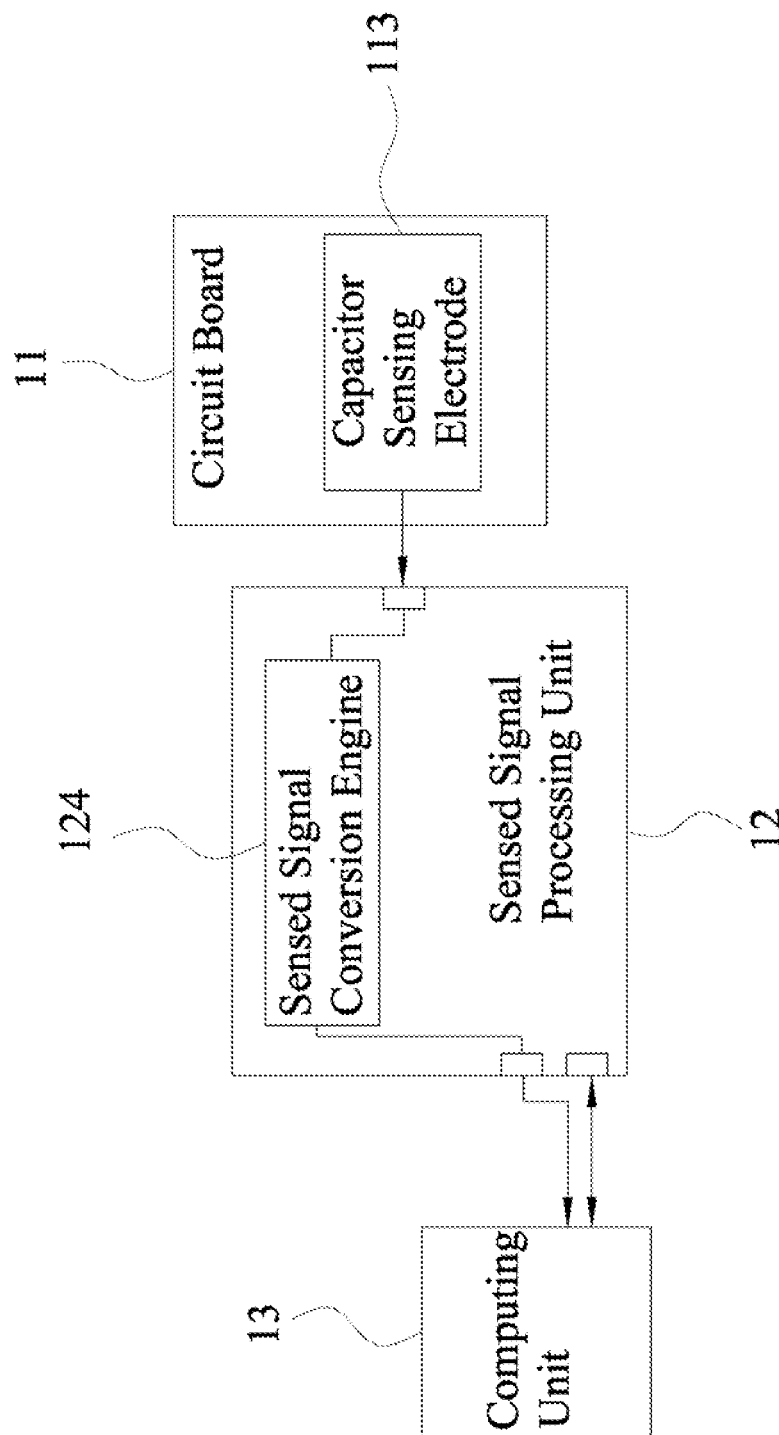 13
Computing
Unit
124
Sensed Signal
Conversion Engine
Sensed Signal
Processing Unit
12
11
Circuit Board
Capacitor
Sensing
Electrode
113